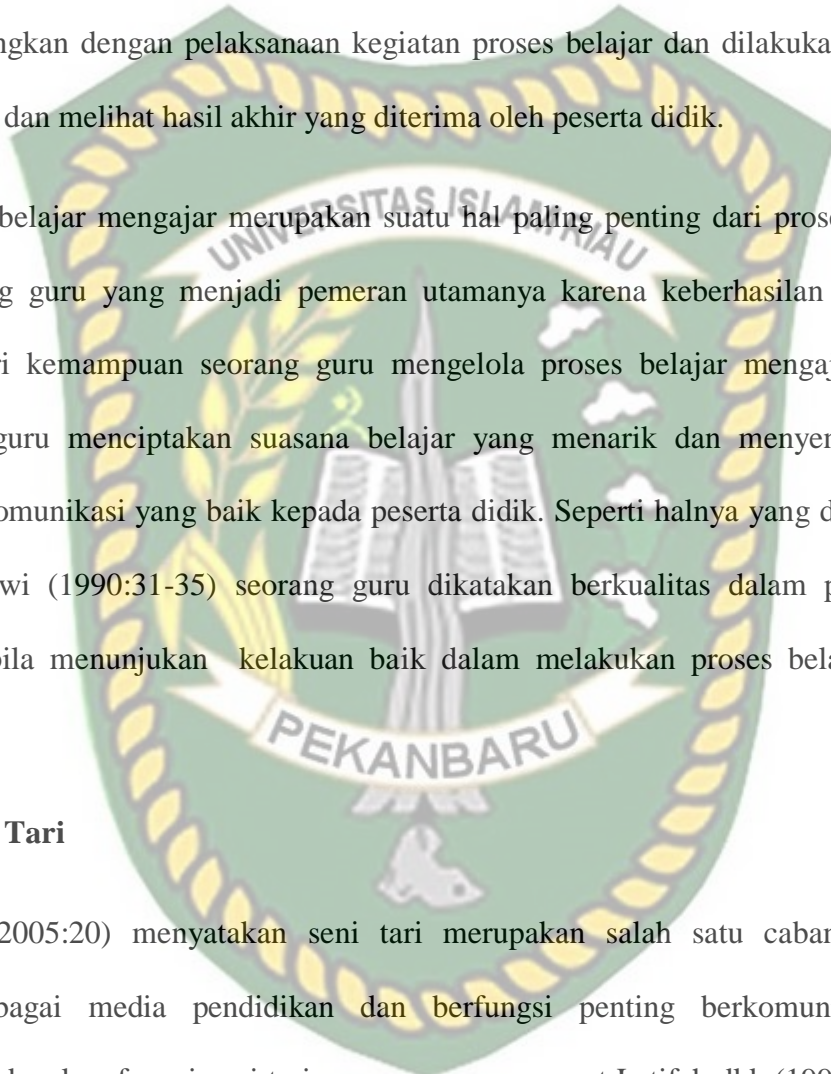 ngkan dengan pelaksanaan kegiatan proses belajar dan dilakuka
dan melihat hasil akhir yang diterima oleh peserta didik.
UNIVERSITAS ISLAM RIAU
belajar mengajar merupakan suatu hal paling penting dari prose
g guru yang menjadi pemeran utamanya karena keberhasilan
ri kemampuan seorang guru mengelola proses belajar mengaj
guru menciptakan suasana belajar yang menarik dan menyen
omunikasi yang baik kepada peserta didik. Seperti halnya yang d
wi (1990:31-35) seorang guru dikatakan berkualitas dalam p
bila menunjukan kelakuan baik dalam melakukan proses bela
PEKANBARU
Tari
2005:20) menyatakan seni tari merupakan salah satu caban
bagai media pendidikan dan berfungsi penting berkomun